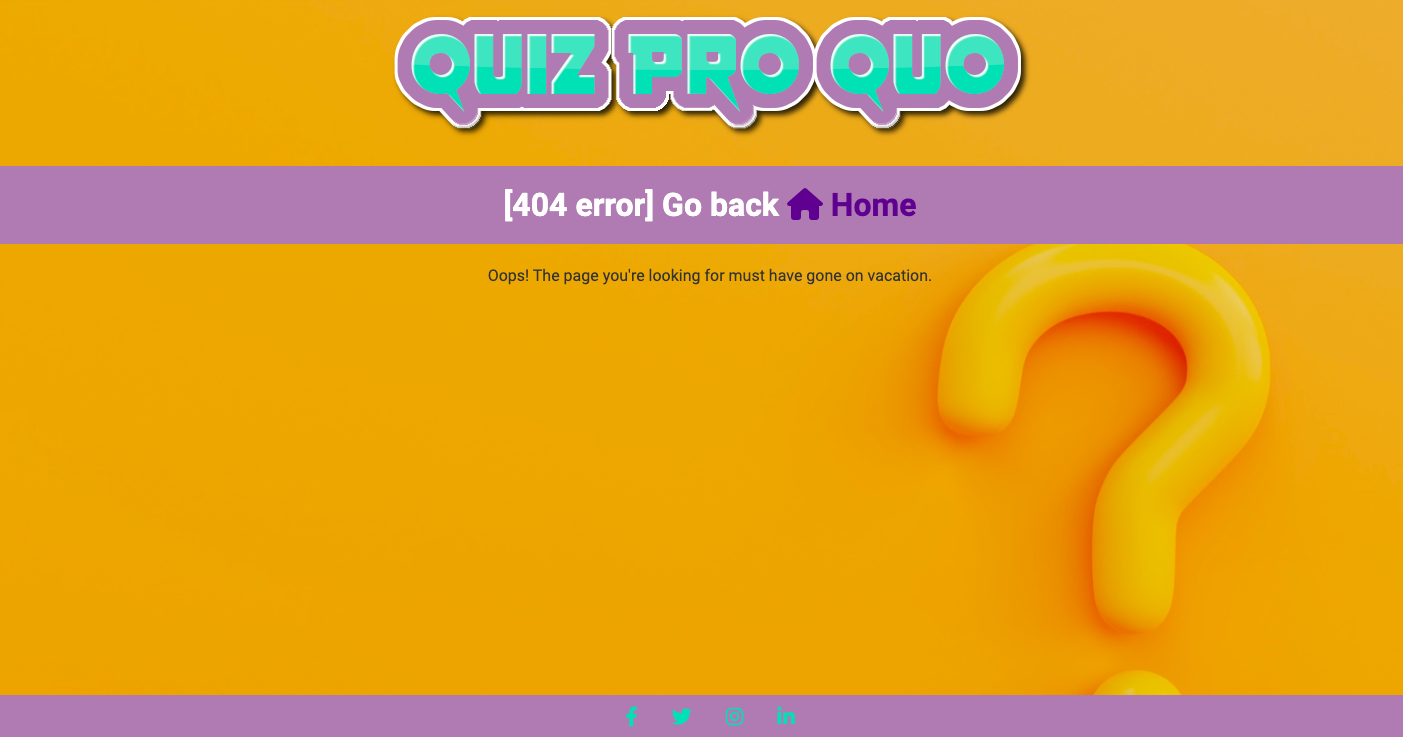 QUIZ PRO QUO
[404 error] Go back Home
Oops! The page you're looking for must have gone on vacation.